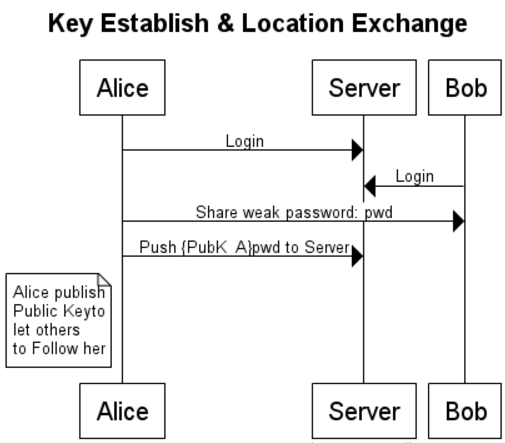 Key Establish & Location Exchange
Alice Server Bob
Login
Login
Share weak password: pwd
Push {PubK_A}pwd to Server
Alice publish
Public Keyto
let others
to Follow her
Alice Server Bob